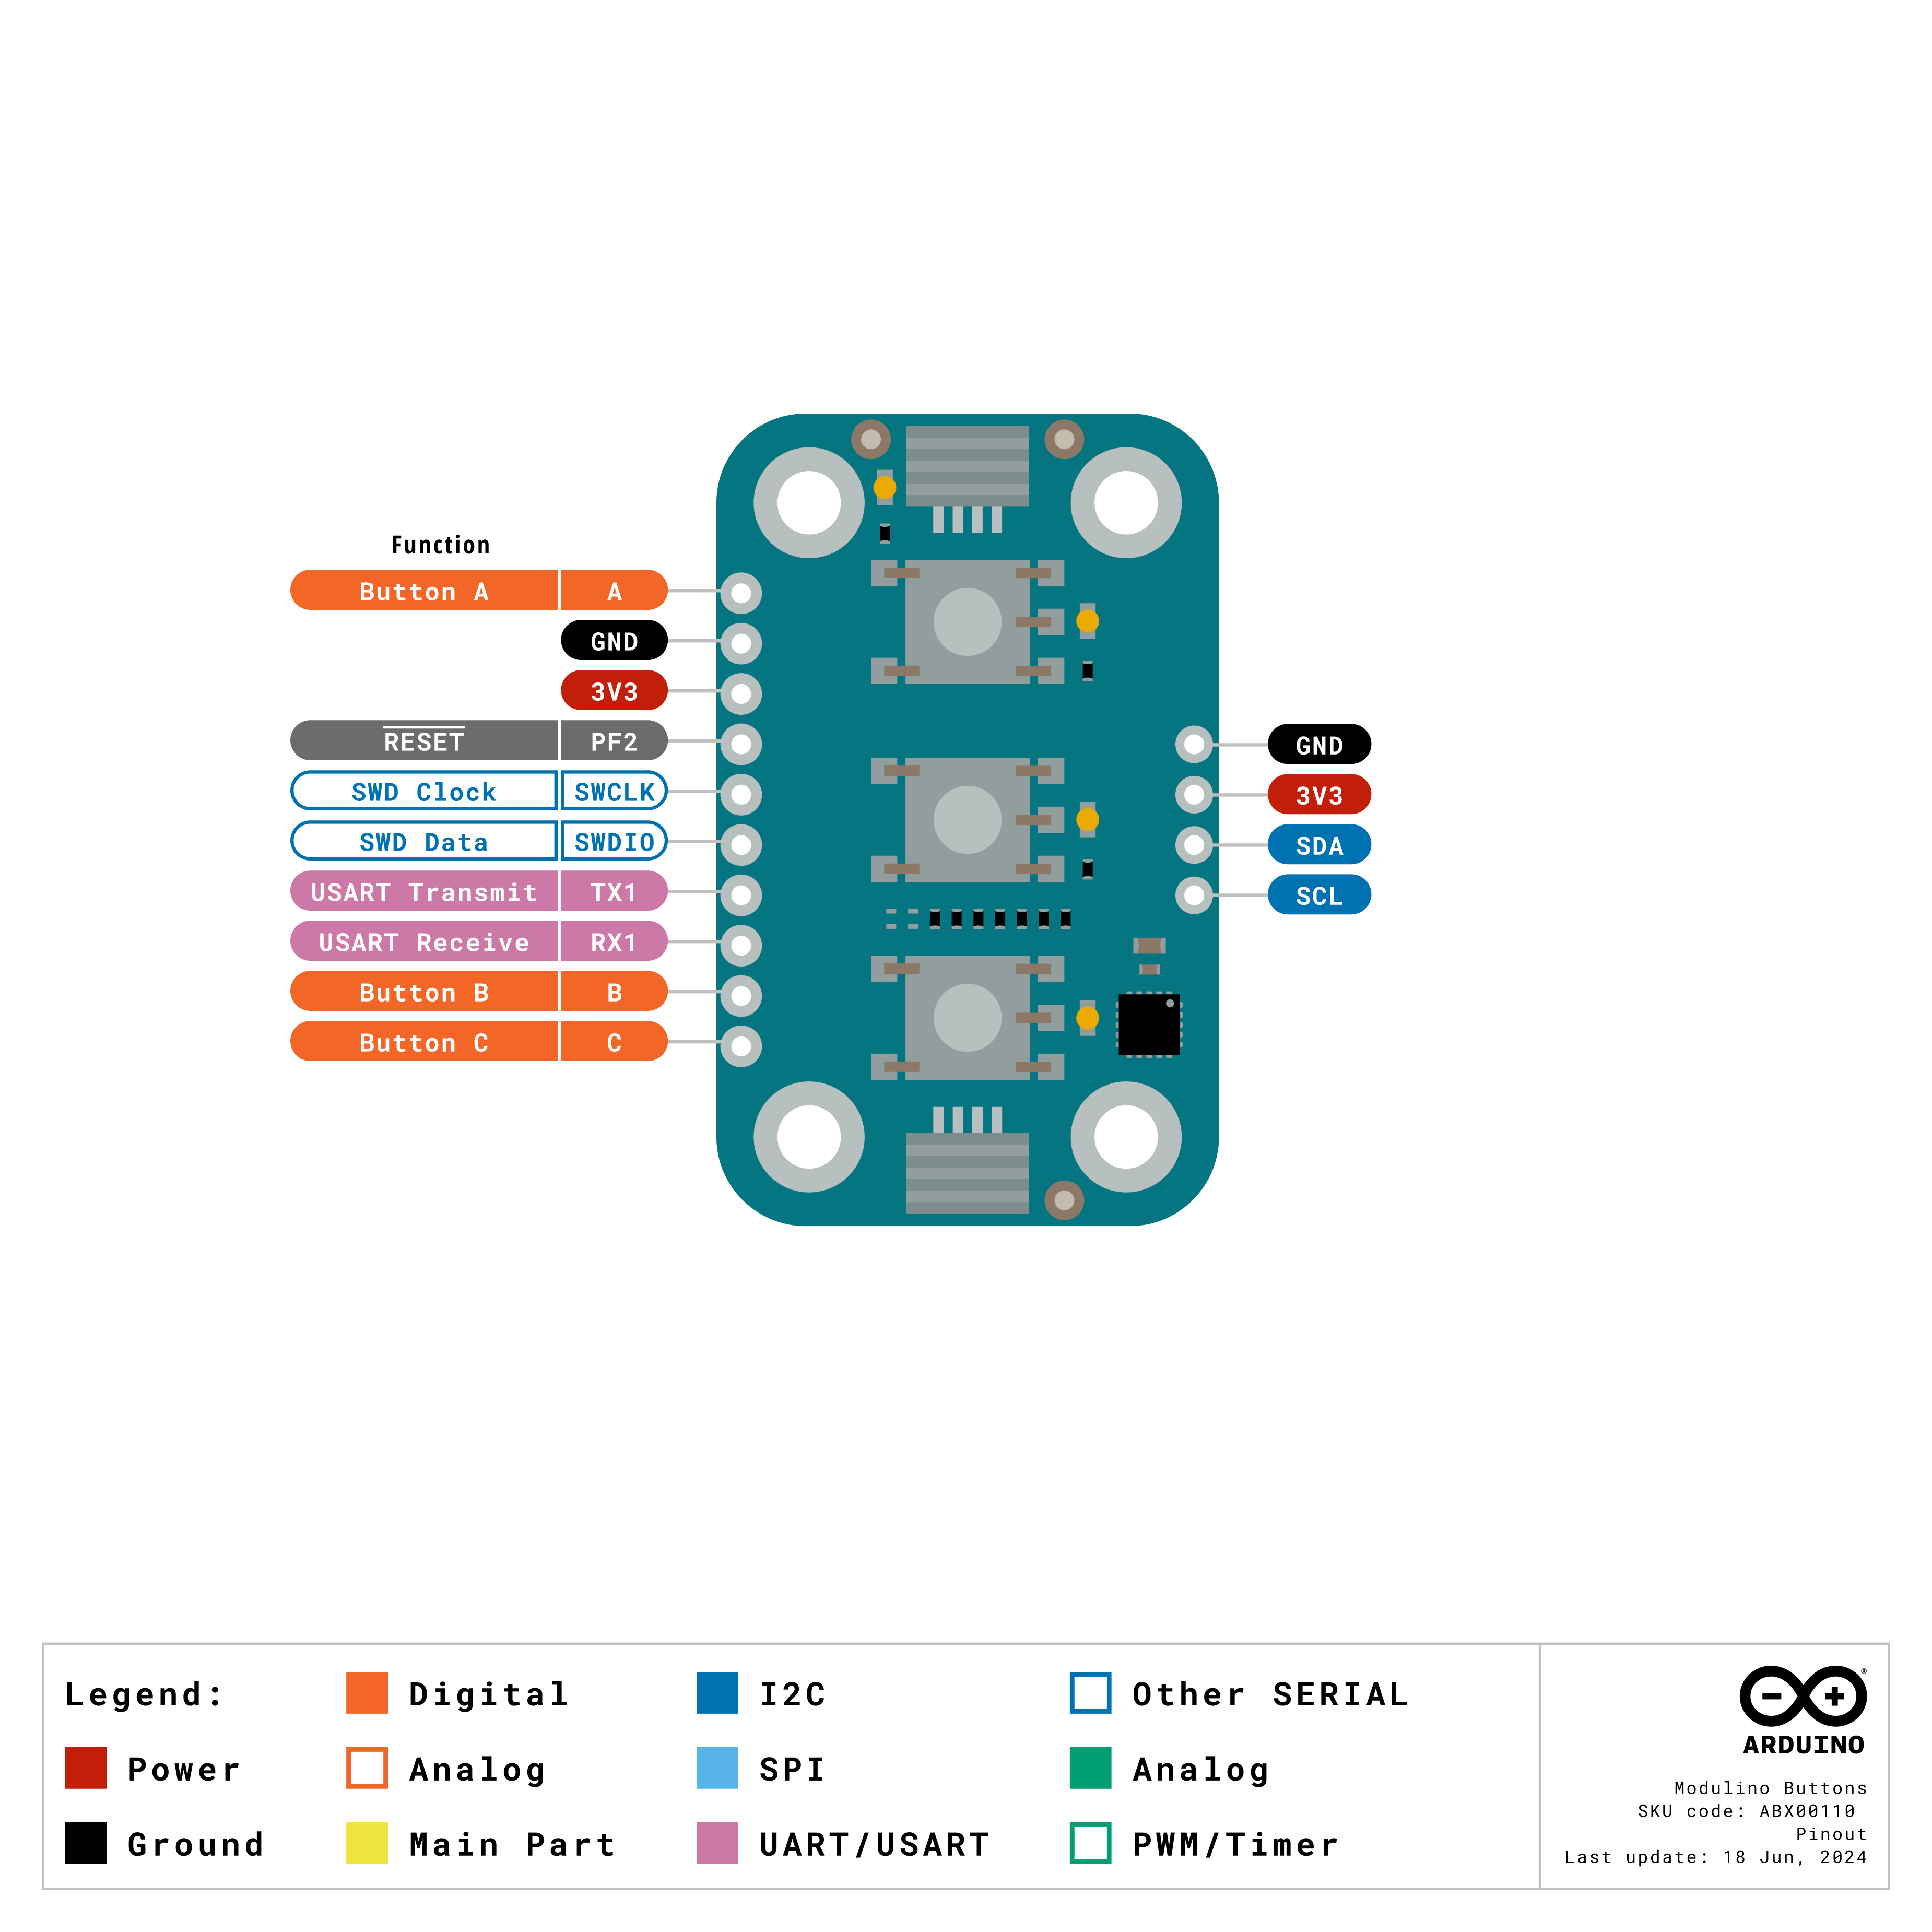 Function
Button A A
GND
3V3
RESET PF2
SWD Clock SWCLK
SWD Data SWDIO
USART Transmit TX1
USART Receive RX1
Button B B
Button C C
GND
3V3
SDA
SCL
Legend:
Power
Ground
Digital
Analog
Main Part
I2C
SPI
UART/USART
Other SERIAL
Analog
PWM/Timer
®
ARDUINO
Modulino Buttons
SKU code: ABX00110
Pinout
Last update: 18 Jun, 2024